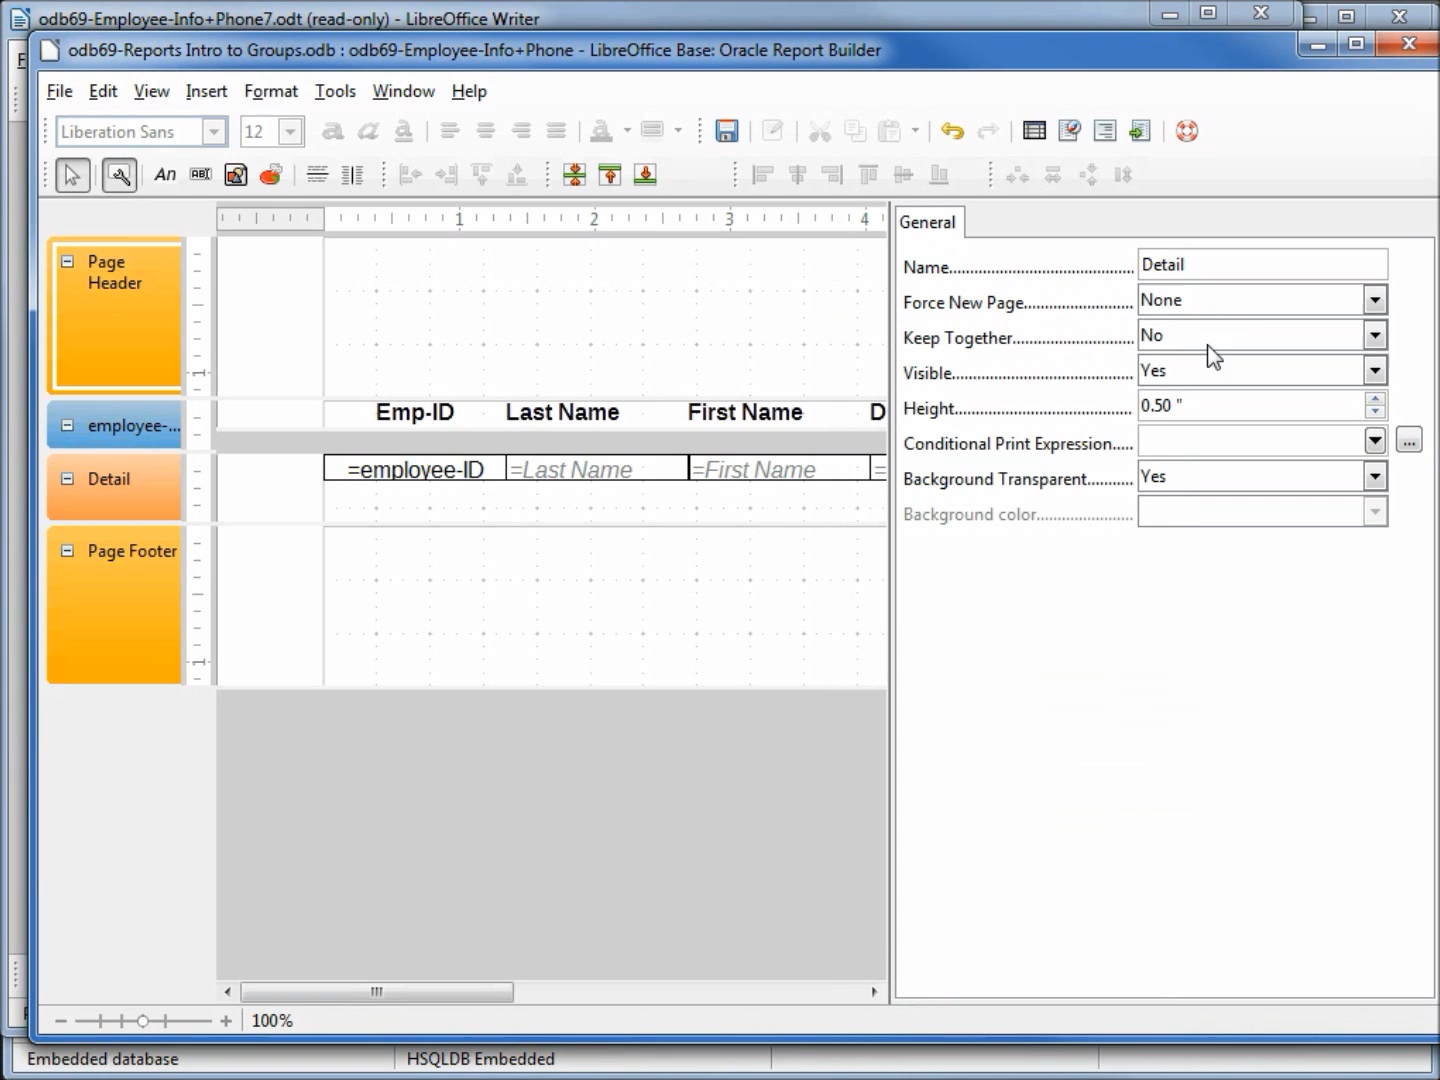 odb69-Employee-Info+Phone7.odt (read-only) - LibreOffice Writer
odb69-Reports Intro to Groups.odb : odb69-Employee-Info+Phone - LibreOffice Base: Oracle Report Builder
F
File Edit View Insert Format Tools Window Help
Liberation Sans 12
An ABI
1 2 3 4
General
Page
Header
1
employee-...
Emp-ID Last Name First Name D
Detail
=employee-ID =Last Name =First Name =
Page Footer
1
Name Detail
Force New Page None
Keep Together No
Visible Yes
Height 0.50 "
Conditional Print Expression ...
Background Transparent Yes
Background color
100%
Embedded database HSQLDB Embedded